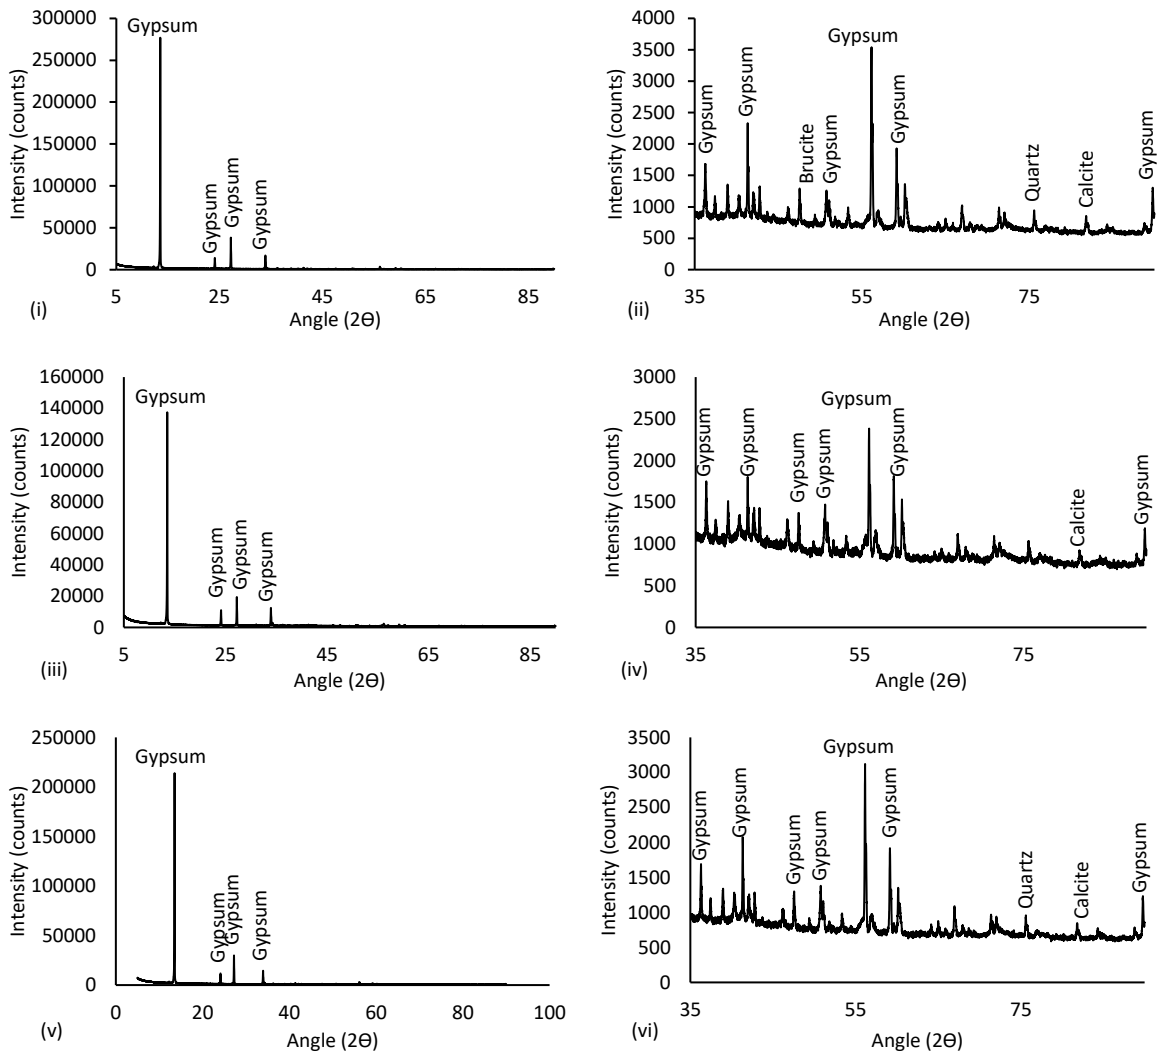 300000
250000
200000
150000
100000
50000
0
Intensity (counts)
Gypsum
Gypsum
Gypsum
Gypsum
5
25
45
65
85
Angle (2Ɵ)
(i)
4000
3500
3000
2500
2000
1500
1000
500
0
Intensity (counts)
Gypsum
Gypsum
Brucite
Gypsum
Gypsum
Gypsum
Quartz
Calcite
Gypsum
35
55
75
Angle (2Ɵ)
(ii)
160000
140000
120000
100000
80000
60000
40000
20000
0
Intensity (counts)
Gypsum
Gypsum
Gypsum
Gypsum
5
25
45
65
85
Angle (2Ɵ)
(iii)
3000
2500
2000
1500
1000
500
0
Intensity (counts)
Gypsum
Gypsum
Gypsum
Gypsum
Gypsum
Gypsum
Calcite
Gypsum
35
55
75
Angle (2Ɵ)
(iv)
250000
200000
150000
100000
50000
0
Intensity (counts)
Gypsum
Gypsum
Gypsum
Gypsum
0
20
40
60
80
100
Angle (2Ɵ)
(v)
3500
3000
2500
2000
1500
1000
500
0
Intensity (counts)
Gypsum
Gypsum
Gypsum
Gypsum
Gypsum
Gypsum
Quartz
Calcite
Gypsum
35
55
75
Angle (2Ɵ)
(vi)